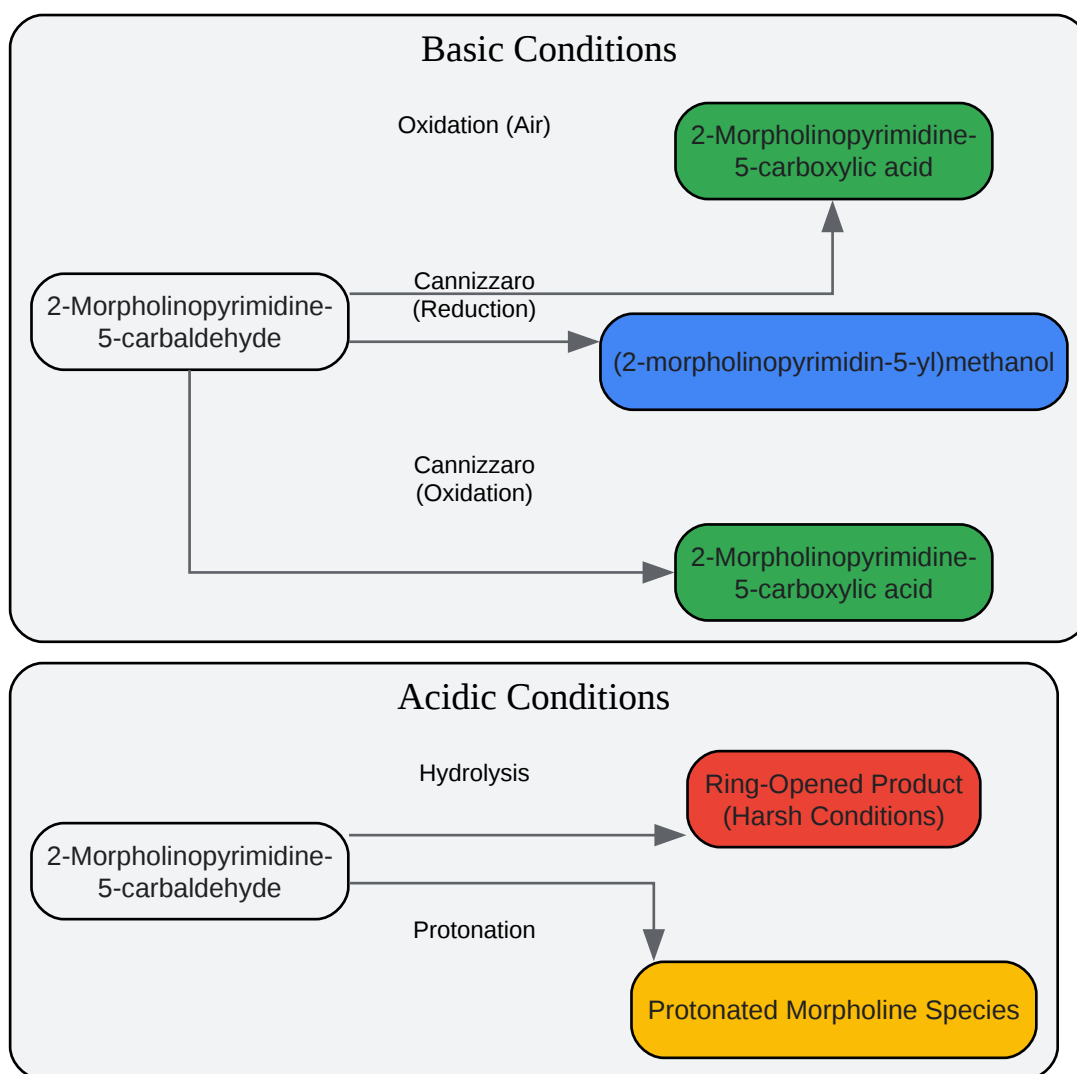 Basic Conditions
Oxidation (Air)
2-Morpholinopyrimidine-
5-carboxylic acid
2-Morpholinopyrimidine-
5-carbaldehyde
Cannizzaro
(Reduction)
(2-morpholinopyrimidin-5-yl)methanol
Cannizzaro
(Oxidation)
2-Morpholinopyrimidine-
5-carboxylic acid
Acidic Conditions
Hydrolysis
Ring-Opened Product
(Harsh Conditions)
2-Morpholinopyrimidine-
5-carbaldehyde
Protonation
Protonated Morpholine Species